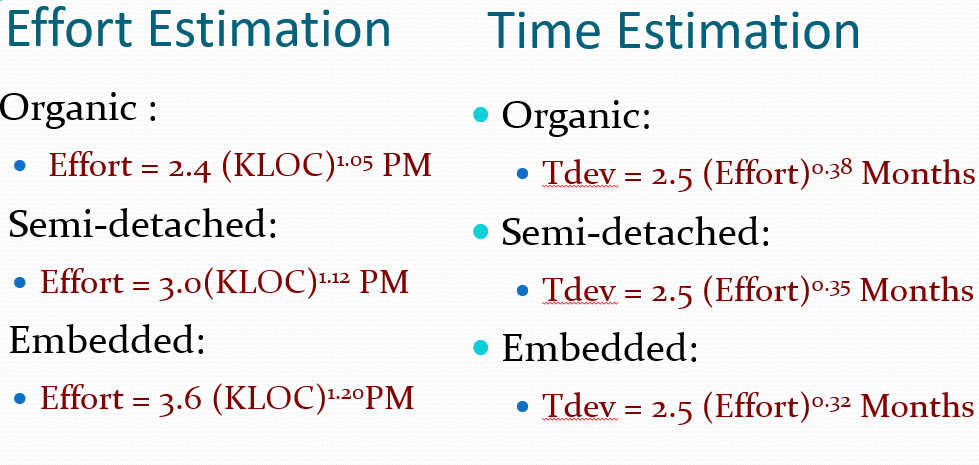 Effort Estimation
Organic :
• Effort = 2.4 (KLOC)¹·⁰⁵ PM
Semi-detached:
• Effort = 3.0(KLOC)¹·¹² PM
Embedded:
• Effort = 3.6 (KLOC)¹·²⁰PM
Time Estimation
• Organic:
• Tdev = 2.5 (Effort)⁰·³⁸ Months
• Semi-detached:
• Tdev = 2.5 (Effort)⁰·³⁵ Months
• Embedded:
• Tdev = 2.5 (Effort)⁰·³² Months